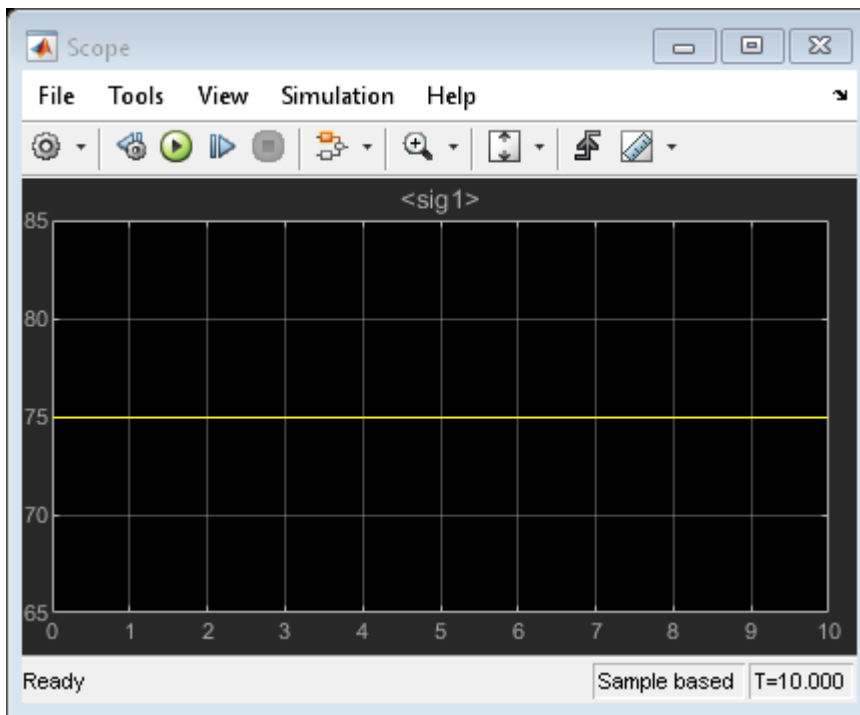 Scope
File Tools View Simulation Help
<sig1>
85
80
75
70
65
0 1 2 3 4 5 6 7 8 9 10
Ready Sample based T=10.000